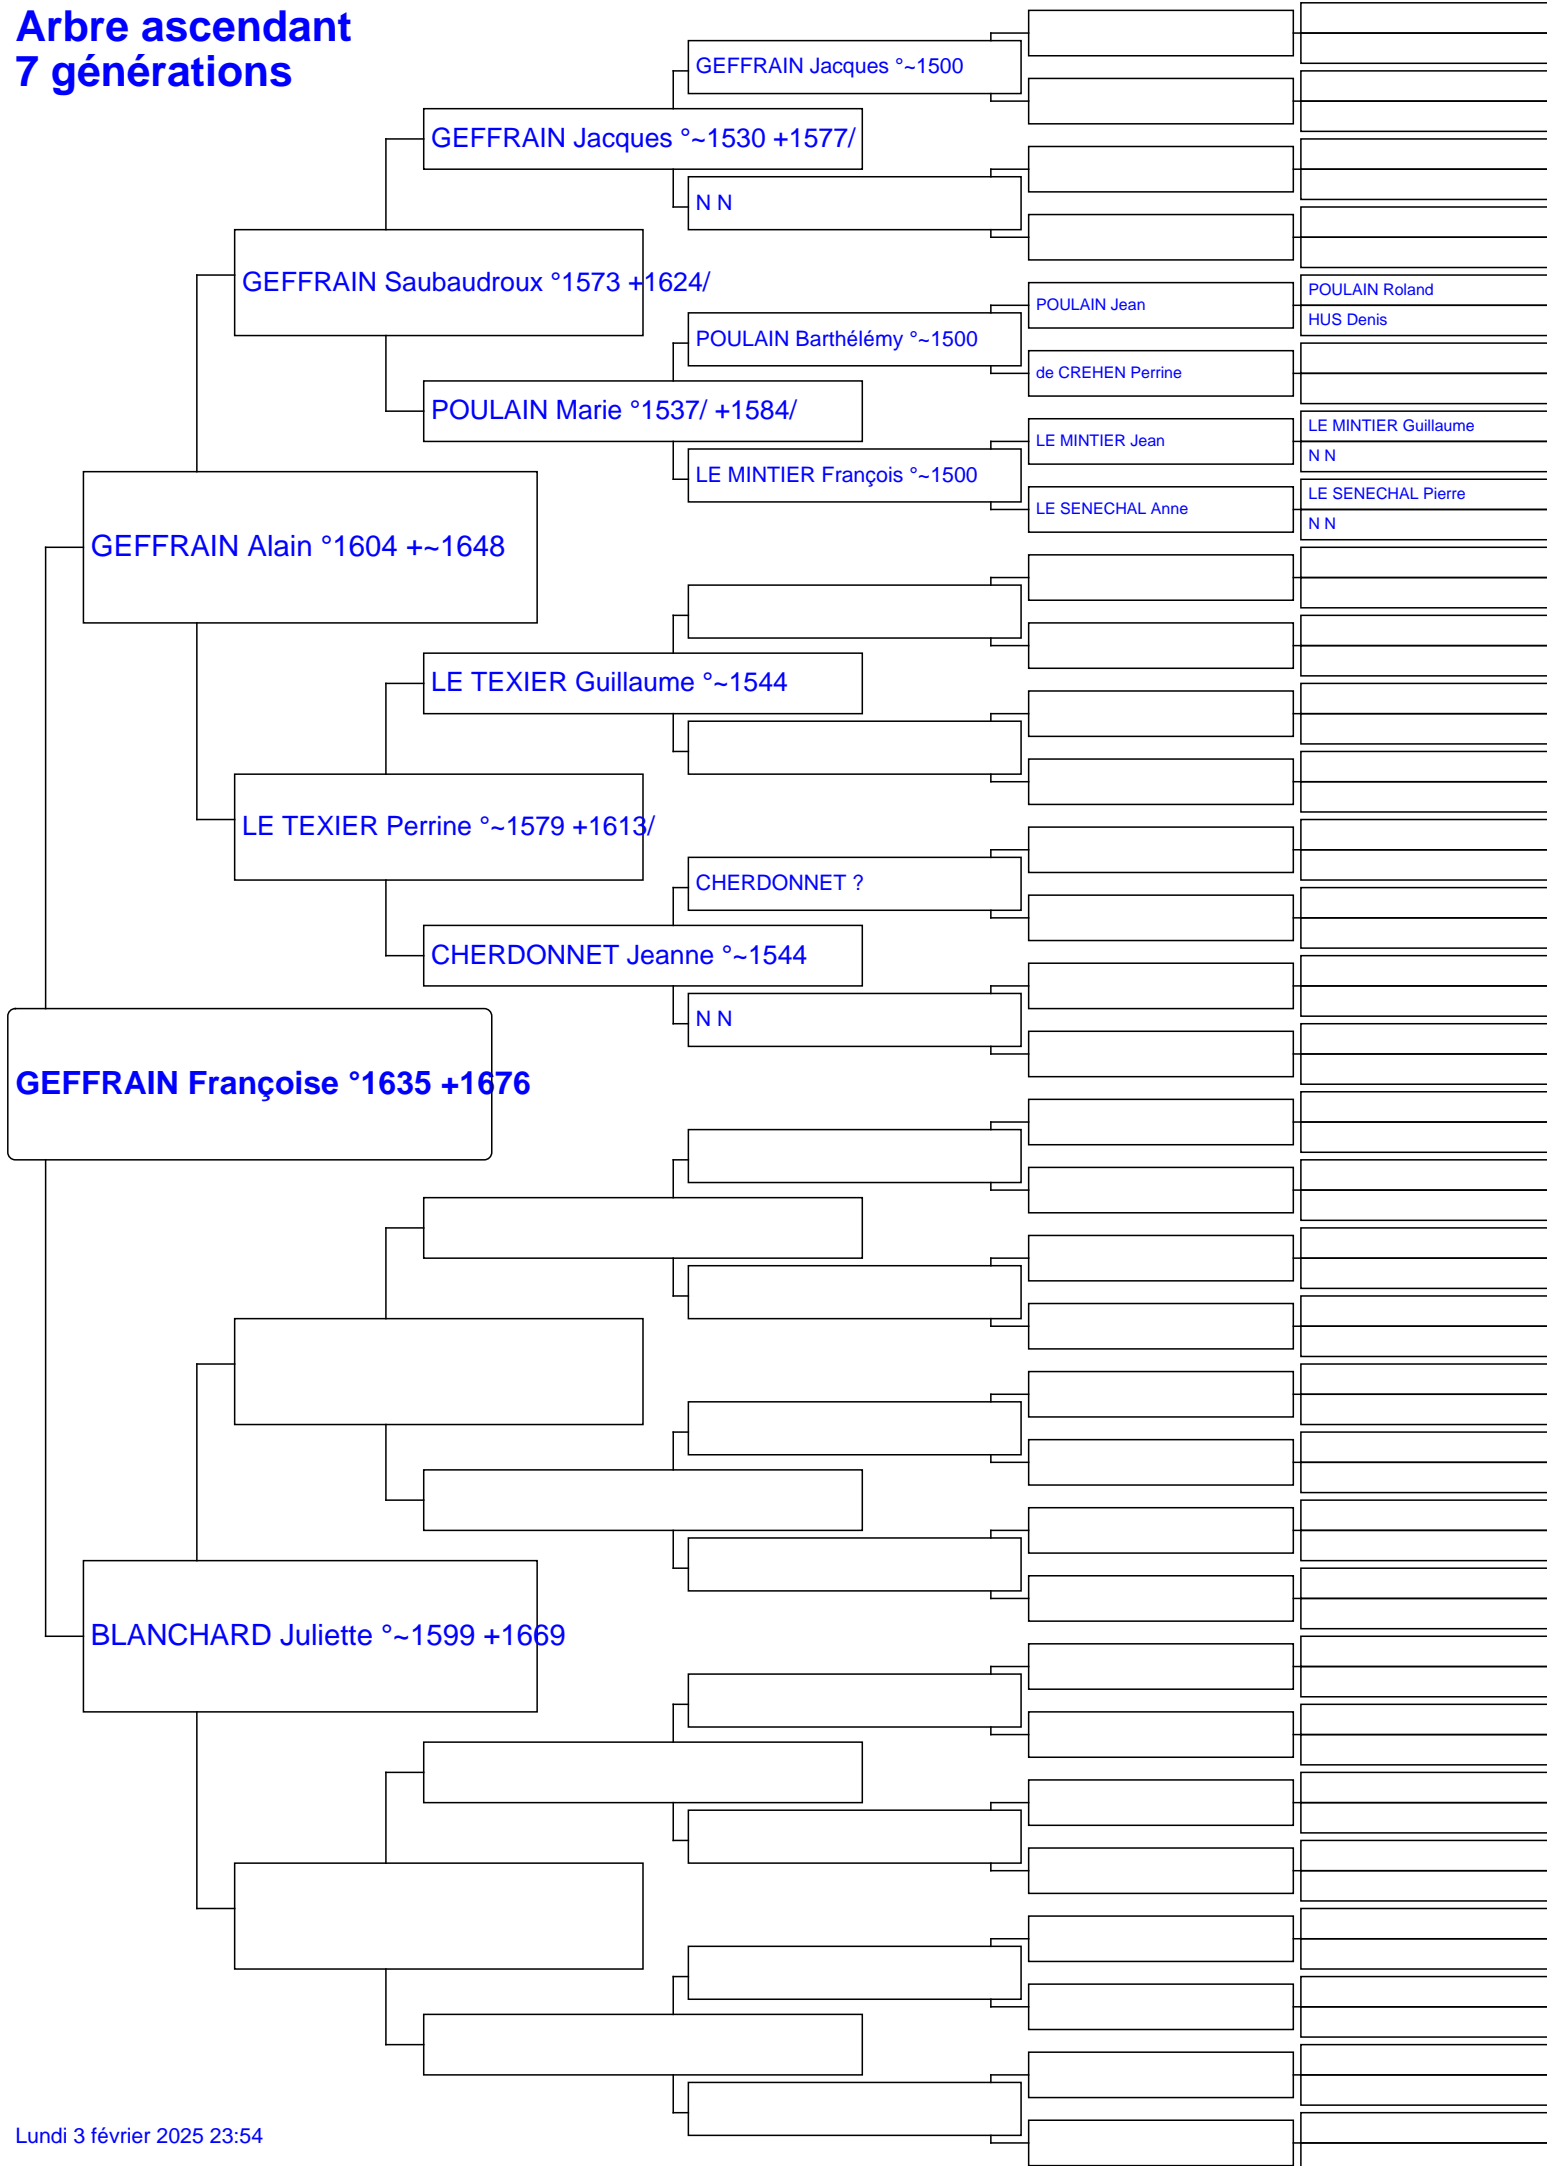 Arbre ascendant
7 générations
GEFFRAIN Jacques °~1500
GEFFRAIN Jacques °~1530 +1577/
N N
GEFFRAIN Saubaudroux °1573 +1624/
POULAIN Roland
POULAIN Jean
HUS Denis
POULAIN Barthélémy °~1500
de CREHEN Perrine
POULAIN Marie °1537/ +1584/
LE MINTIER Guillaume
LE MINTIER Jean
N N
LE MINTIER François °~1500
LE SENECHAL Pierre
LE SENECHAL Anne
N N
GEFFRAIN Alain °1604 +~1648
LE TEXIER Guillaume °~1544
LE TEXIER Perrine °~1579 +1613/
CHERDONNET ?
CHERDONNET Jeanne °~1544
N N
GEFFRAIN Françoise °1635 +1676
BLANCHARD Juliette °~1599 +1669
Lundi 3 février 2025 23:54